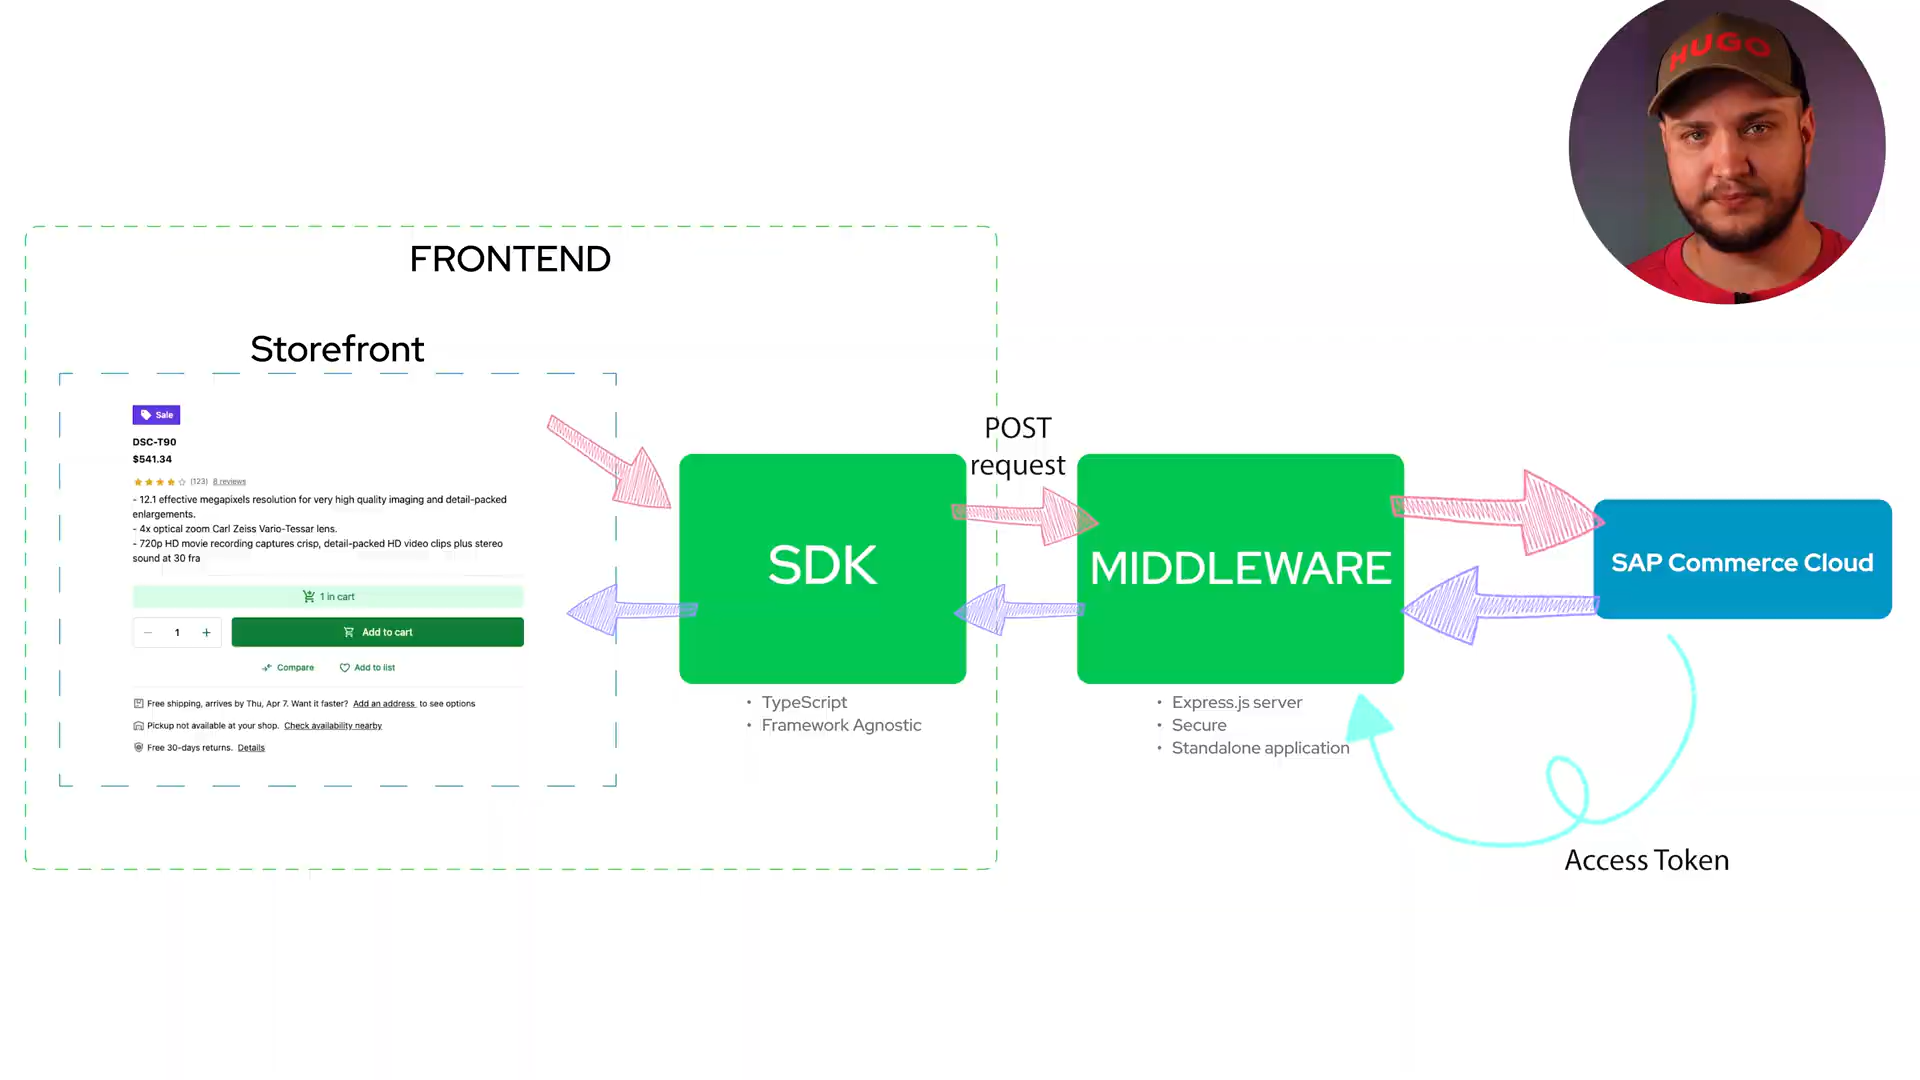 HUGO
FRONTEND
Storefront
Sale
DSC-T90
$541.34
(123) 8 reviews
- 12.1 effective megapixels resolution for very high quality imaging and detail-packed
enlargements.
- 4x optical zoom Carl Zeiss Vario-Tessar lens.
- 720p HD movie recording captures crisp, detail-packed HD video clips plus stereo
sound at 30 fra
1 in cart
1
Add to cart
Compare
Add to list
Free shipping, arrives by Thu, Apr 7. Want it faster? Add an address to see options
Pickup not available at your shop. Check availability nearby
Free 30-days returns. Details
SDK
• TypeScript
• Framework Agnostic
POST
request
MIDDLEWARE
• Express.js server
• Secure
• Standalone application
SAP Commerce Cloud
Access Token